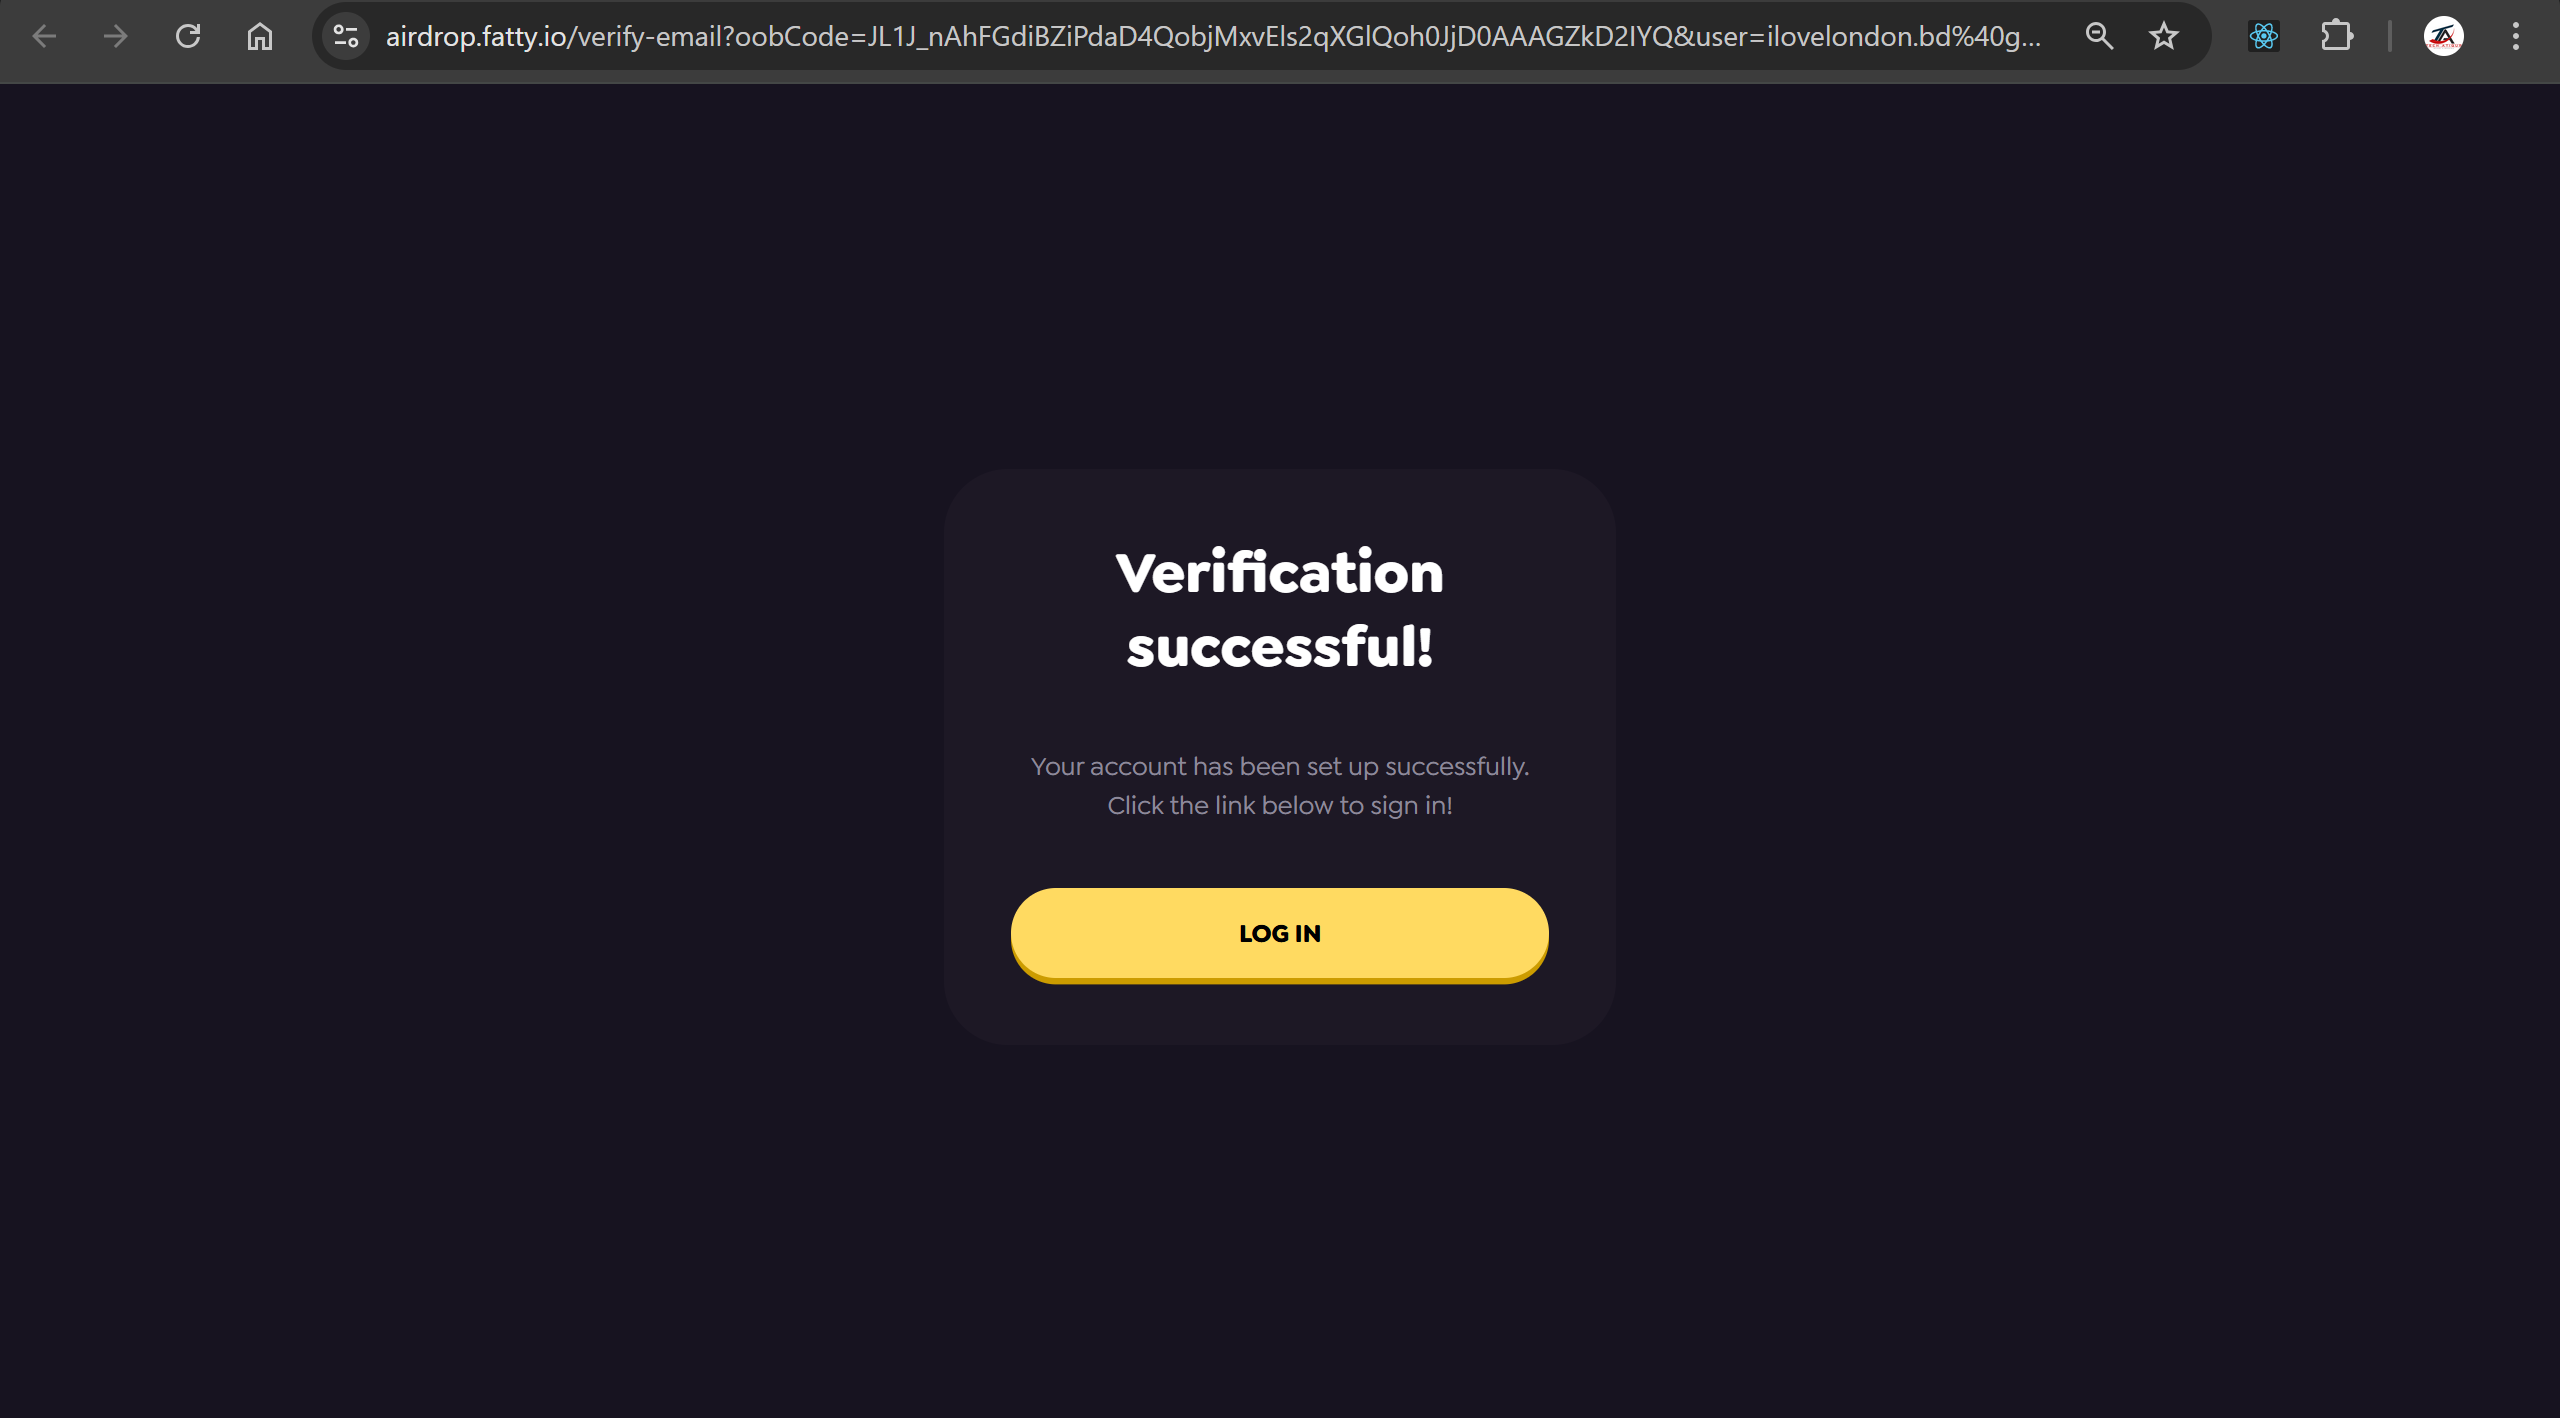 airdrop.fatty.io/verify-email?oobCode=JL1J_nAhFGdiBZiPdaD4QobjMxvEls2qXGlQoh0JjD0AAAGZkD2IYQ&user=ilovelondon.bd%40g...
Verification
successful!
Your account has been set up successfully.
Click the link below to sign in!
LOG IN